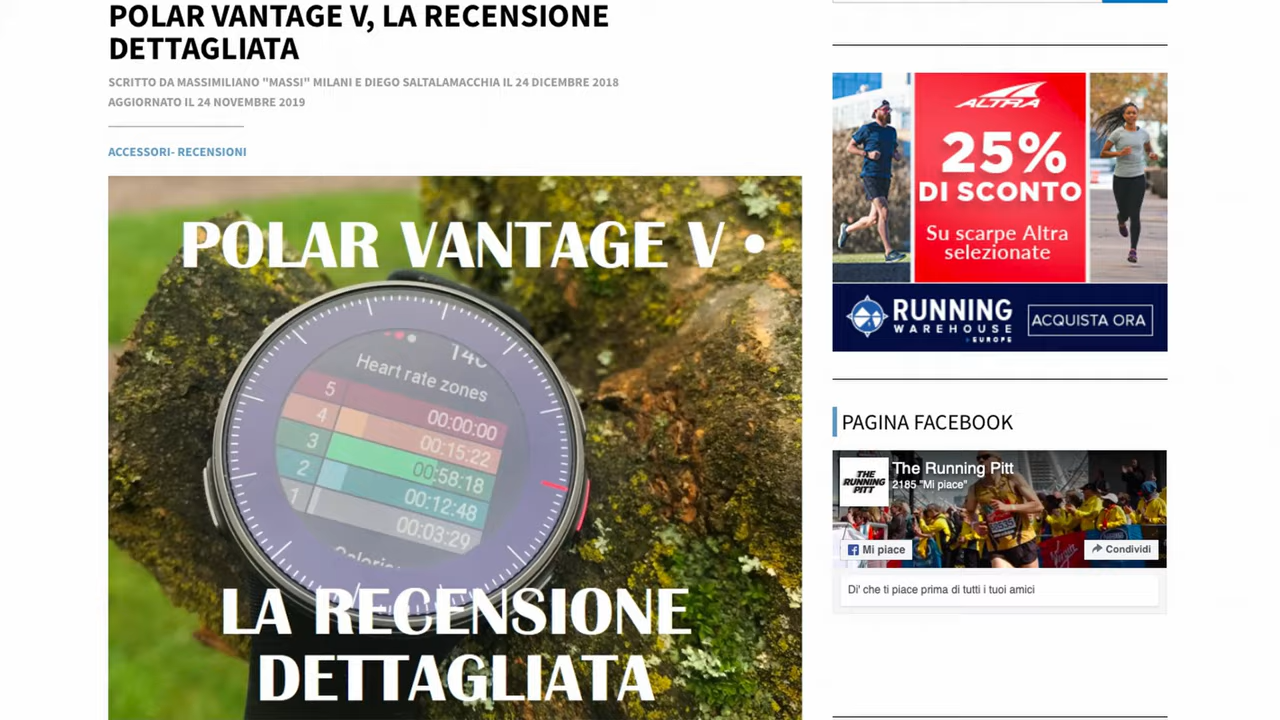 POLAR VANTAGE V, LA RECENSIONE
DETTAGLIATA
SCRITTO DA MASSIMILIANO "MASSI" MILANI E DIEGO SALTALAMACCHIA IL 24 DICEMBRE 2018
AGGIORNATO IL 24 NOVEMBRE 2019
ACCESSORI- RECENSIONI
POLAR VANTAGE V •
Heart rate zones
5 00:00:00
4 00:15:22
3 00:58:18
2 00:12:48
1 00:03:29
LA RECENSIONE
DETTAGLIATA
ALTRA
25%
DI SCONTO
Su scarpe Altra
selezionate
RUNNING
WAREHOUSE
EUROPE
ACQUISTA ORA
PAGINA FACEBOOK
THE
RUNNING
PITT
The Running Pitt
2185 "Mi piace"
Mi piace
Condividi
Di' che ti piace prima di tutti i tuoi amici